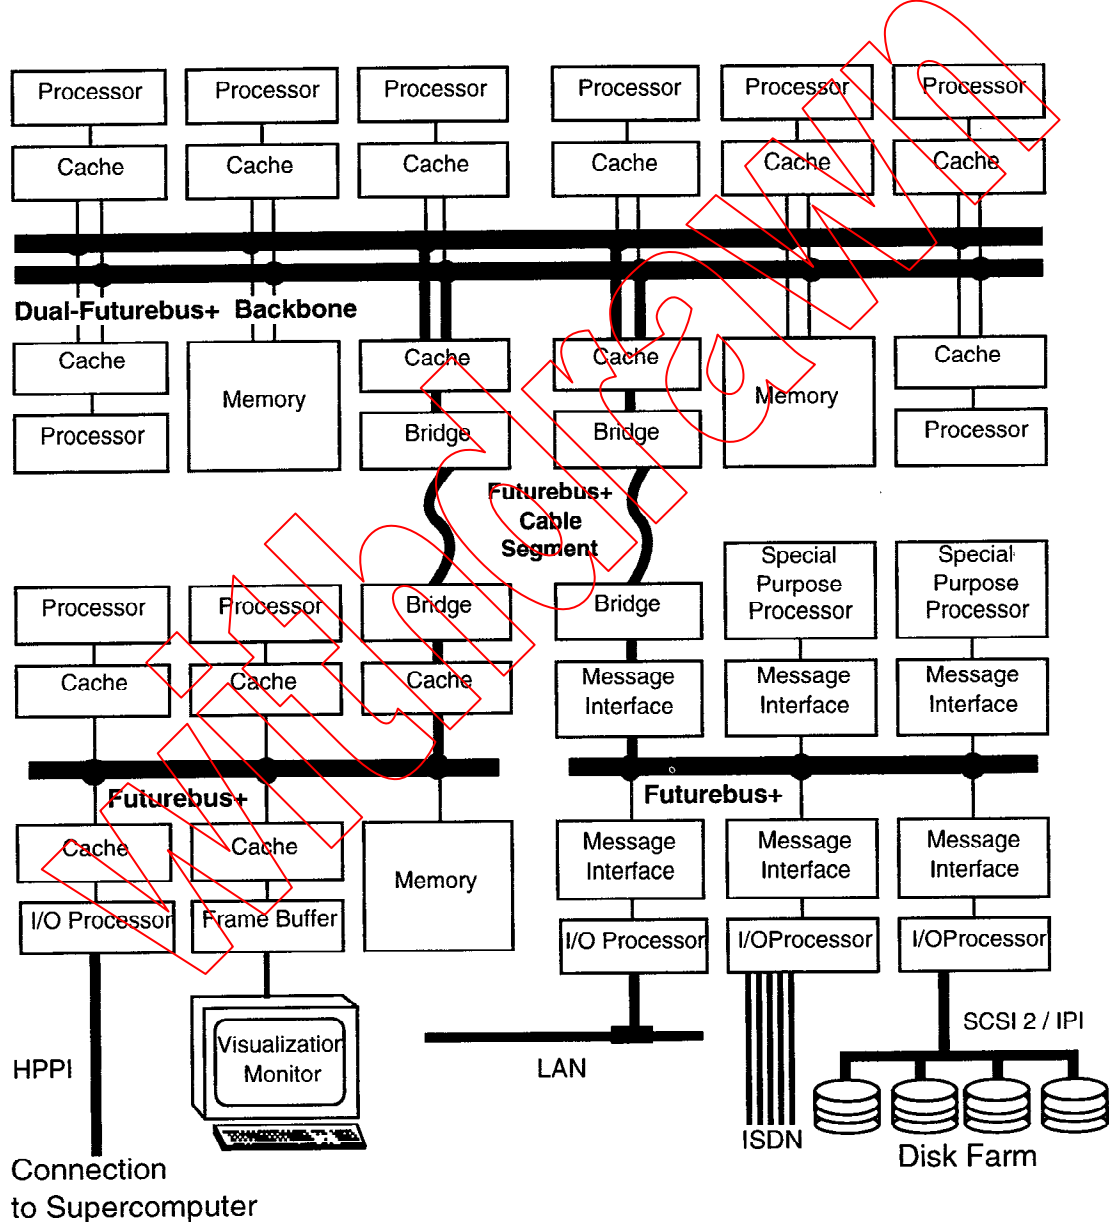 Processor Processor Processor Processor Processor Processor
Cache Cache Cache Cache Cache Cache
Dual-Futurebus+ Backbone
Cache
Processor
Memory
Cache
Bridge
Cache
Bridge
Memory
Cache
Processor
Futurebus+
Cable
Segment
Processor
Cache
Processor
Cache
Bridge
Cache
Bridge
Message
Interface
Special
Purpose
Processor
Message
Interface
Special
Purpose
Processor
Message
Interface
Futurebus+
Futurebus+
Cache
I/O Processor
Cache
Frame Buffer
Memory
Message
Interface
I/O Processor
Message
Interface
I/OProcessor
Message
Interface
I/OProcessor
HPPI
Visualization
Monitor
LAN
ISDN
SCSI 2 / IPI
Disk Farm
Connection
to Supercomputer